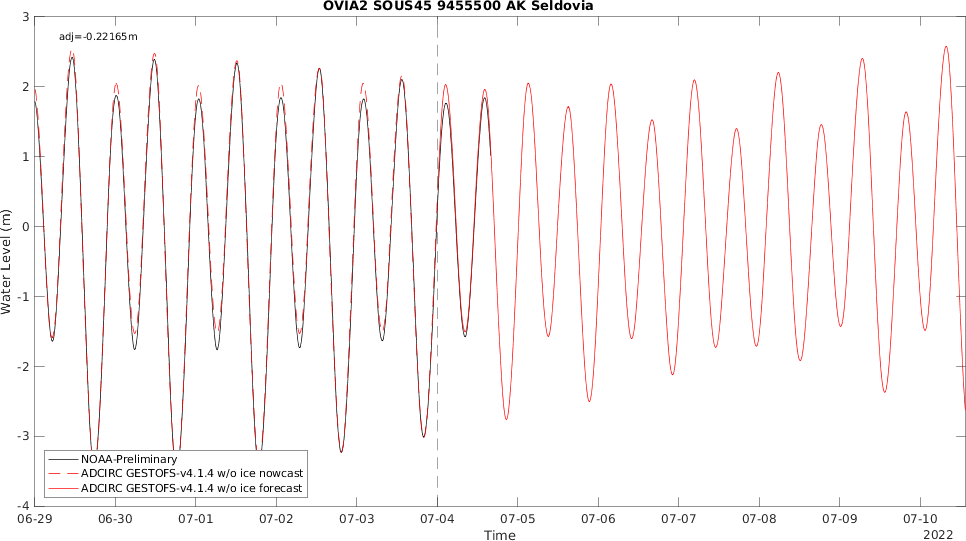 OVIA2 SOUS45 9455500 AK Seldovia
adj=-0.22165m
3
2
1
0
-1
-2
-3
-4
Water Level (m)
NOAA-Preliminary
ADCIRC GESTOFS-v4.1.4 w/o ice nowcast
ADCIRC GESTOFS-v4.1.4 w/o ice forecast
06-29 06-30 07-01 07-02 07-03 07-04 07-05 07-06 07-07 07-08 07-09 07-10
Time
2022